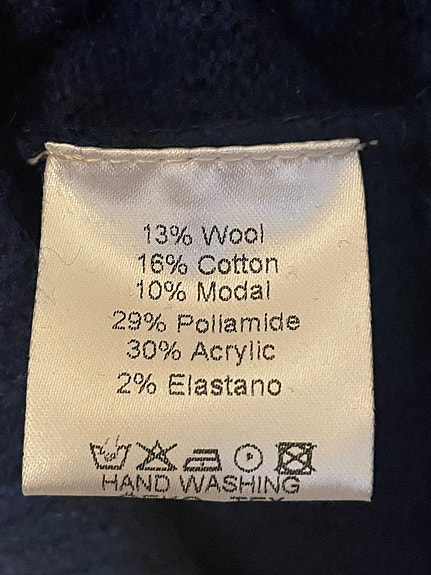 13% Wool
16% Cotton
10% Modal
29% Poliamide
30% Acrylic
2% Elastano
HAND WASHING